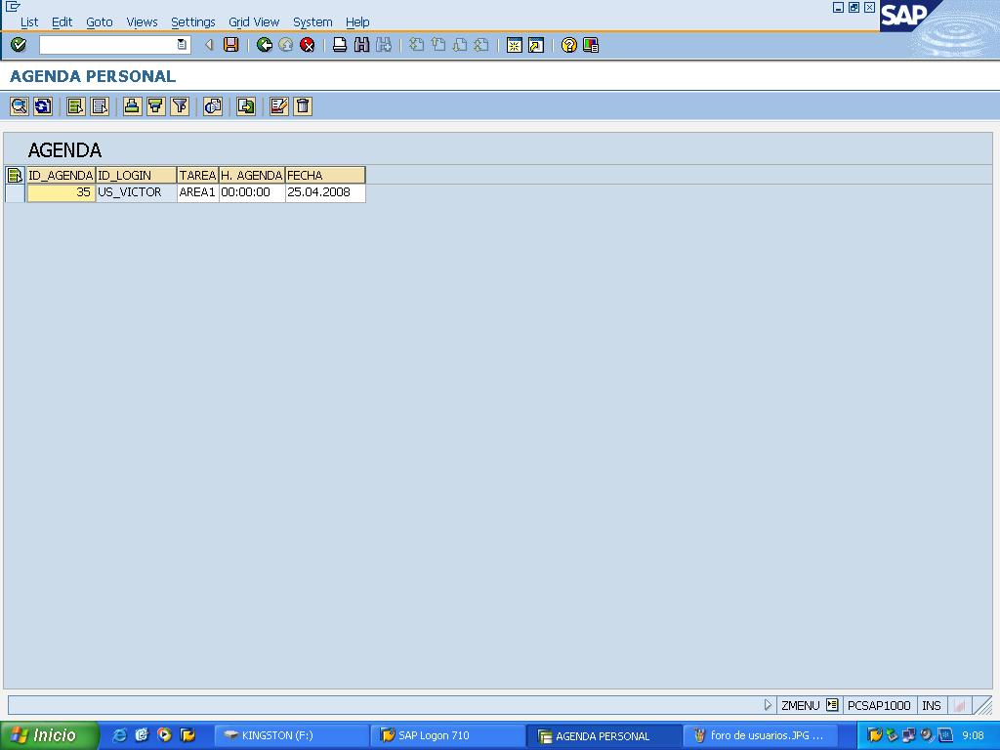 List Edit Goto Views Settings Grid View System Help
SAP
AGENDA PERSONAL
AGENDA
ID_AGENDA ID_LOGIN TAREA H. AGENDA FECHA
35 US_VICTOR AREA1 00:00:00 25.04.2008
ZMENU PCSAP1000 INS
Inicio KINGSTON (F:) SAP Logon 710 AGENDA PERSONAL foro de usuarios.JPG ... 9:08